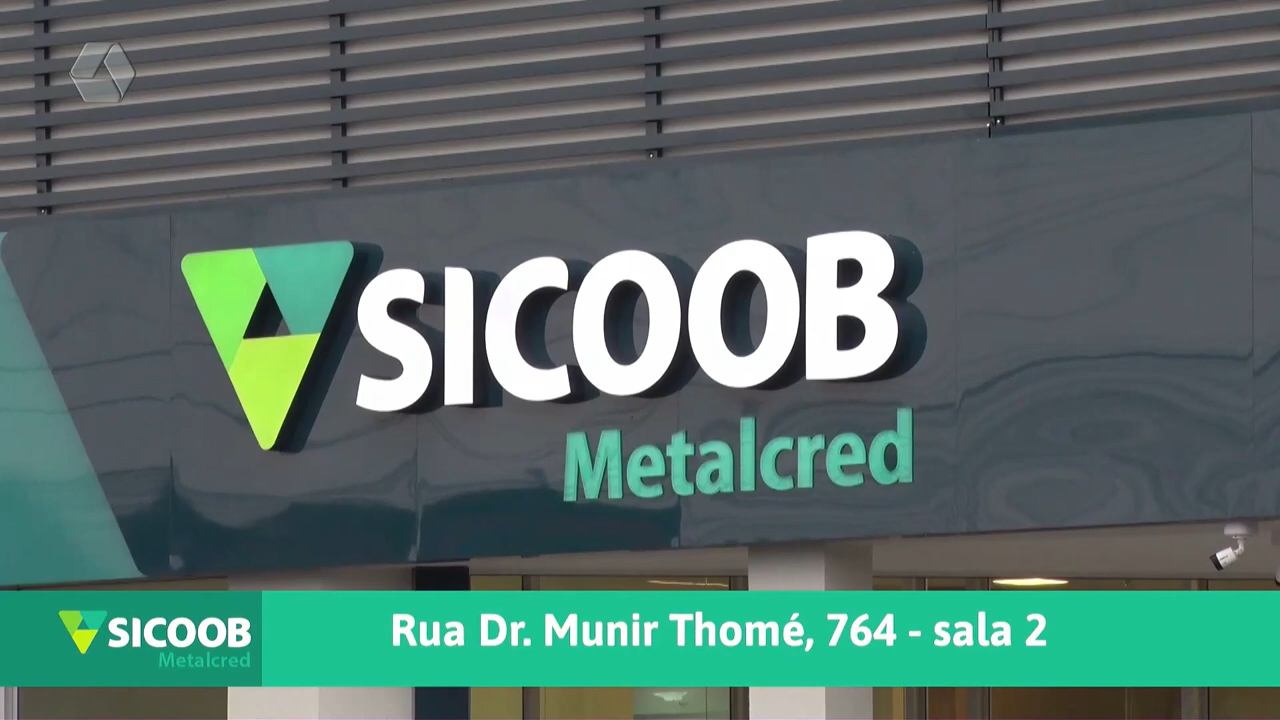 SICOOB
Metalcred
SICOOB
Metalcred
Rua Dr. Munir Thomé, 764 - sala 2